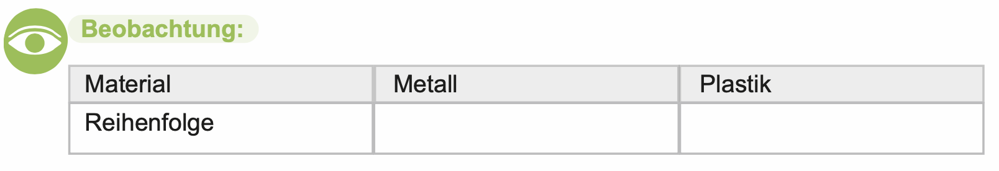 Beobachtung:
Material Metall Plastik
Reihenfolge